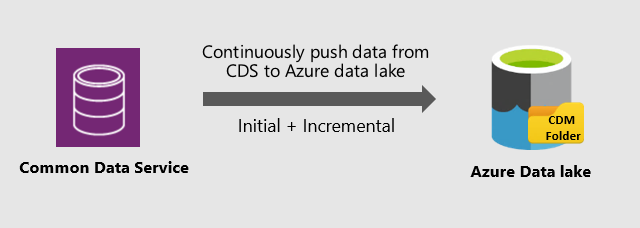 Continuously push data from
CDS to Azure data lake
Initial + Incremental
Common Data Service
CDM
Folder
Azure Data lake